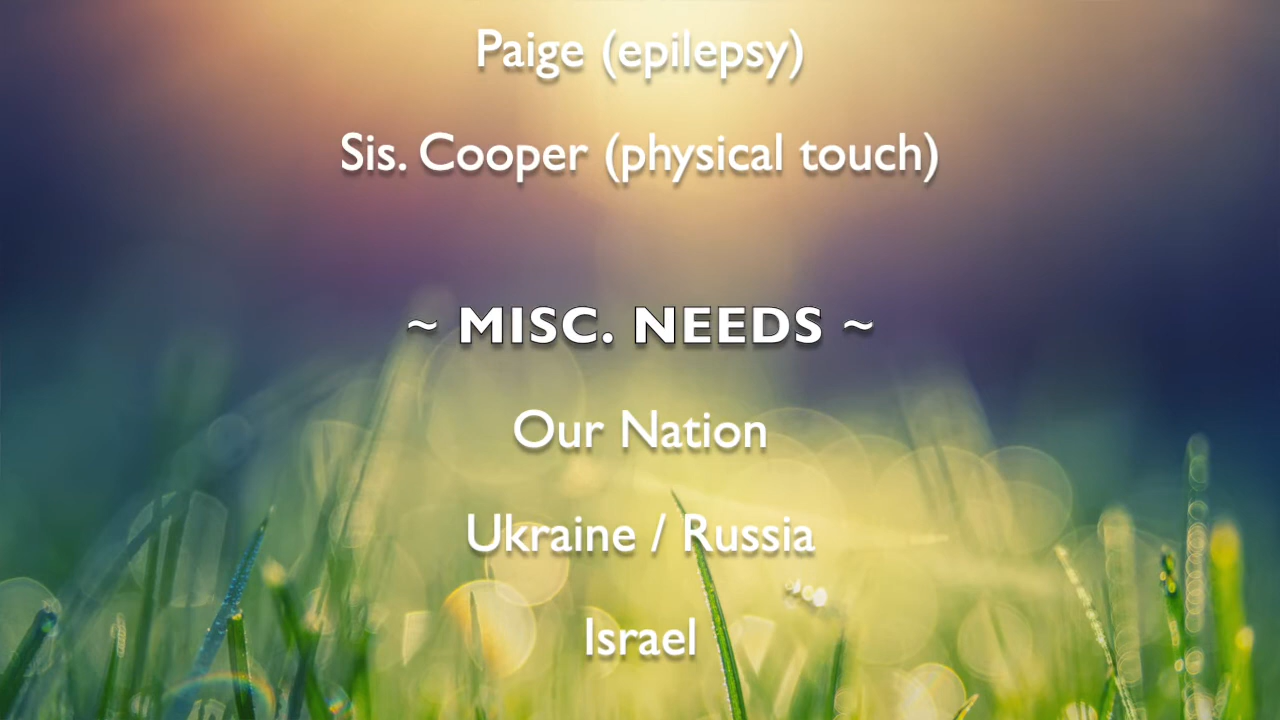 Paige (epilepsy)
Sis. Cooper (physical touch)
~ MISC. NEEDS ~
Our Nation
Ukraine / Russia
Israel